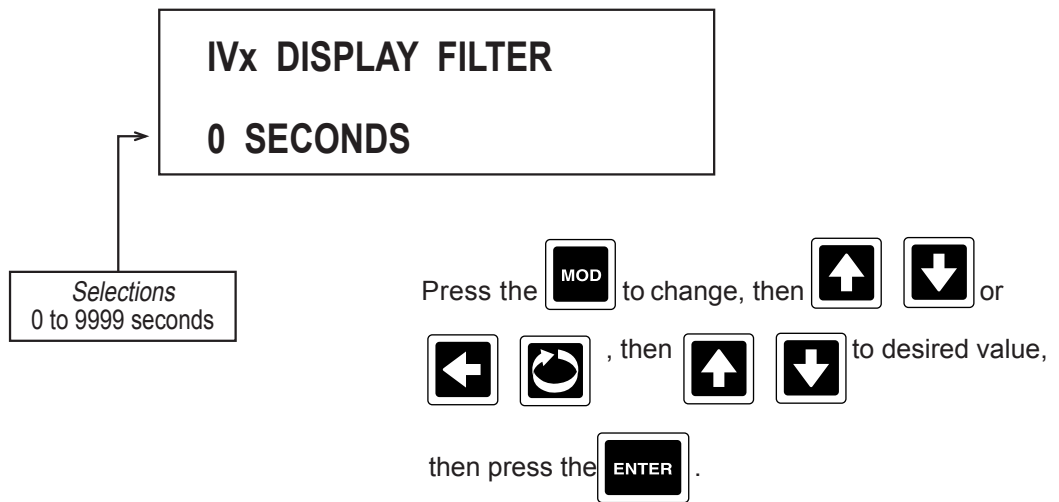 IVx DISPLAY FILTER
0 SECONDS
Selections
0 to 9999 seconds
Press the MOD to change, then or
, then to desired value,
then press the ENTER .